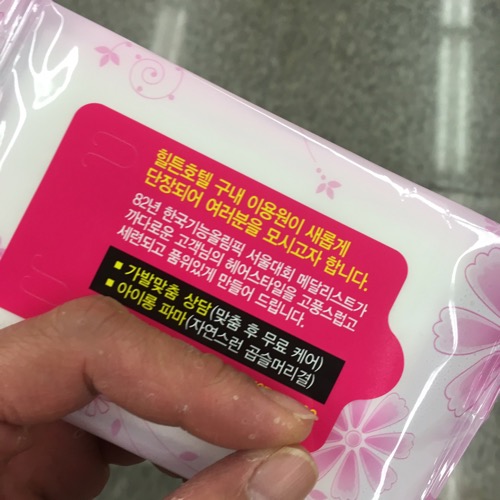 힐튼호텔 구내 이용원이 새롭게
단장되어 여러분을 모시고자 합니다.
82년 한국기능올림픽 서울대회 메달리스트가
까다로운 고객님의 헤어스타일을 고풍스럽고
세련되고 품위있게 만들어 드립니다.
■ 가발맞춤 상담(맞춤 후 무료 케어)
■ 아이롱 파마(자연스런 곱슬머리결)